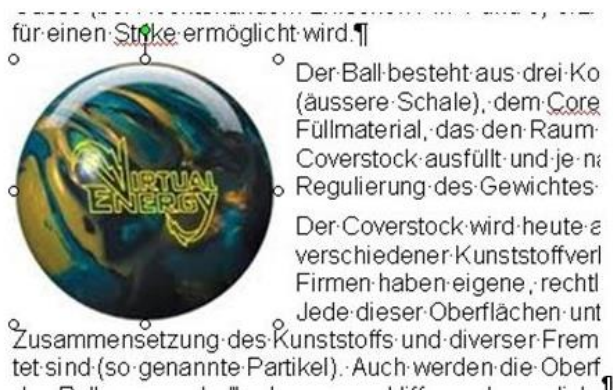 für einen Strike ermöglicht wird.¶
Der Ball besteht aus drei Ko
(äussere Schale), dem Core
Füllmaterial, das den Raum
Coverstock ausfüllt und je na
Regulierung des Gewichtes
VIRTUAL
ENERGY
Der Coverstock wird heute a
verschiedener Kunststoffverl
Firmen haben eigene, rechtl
Jede dieser Oberflächen unt
Zusammensetzung des Kunststoffs und diverser Frem
tet sind (so genannte Partikel). Auch werden die Oberf